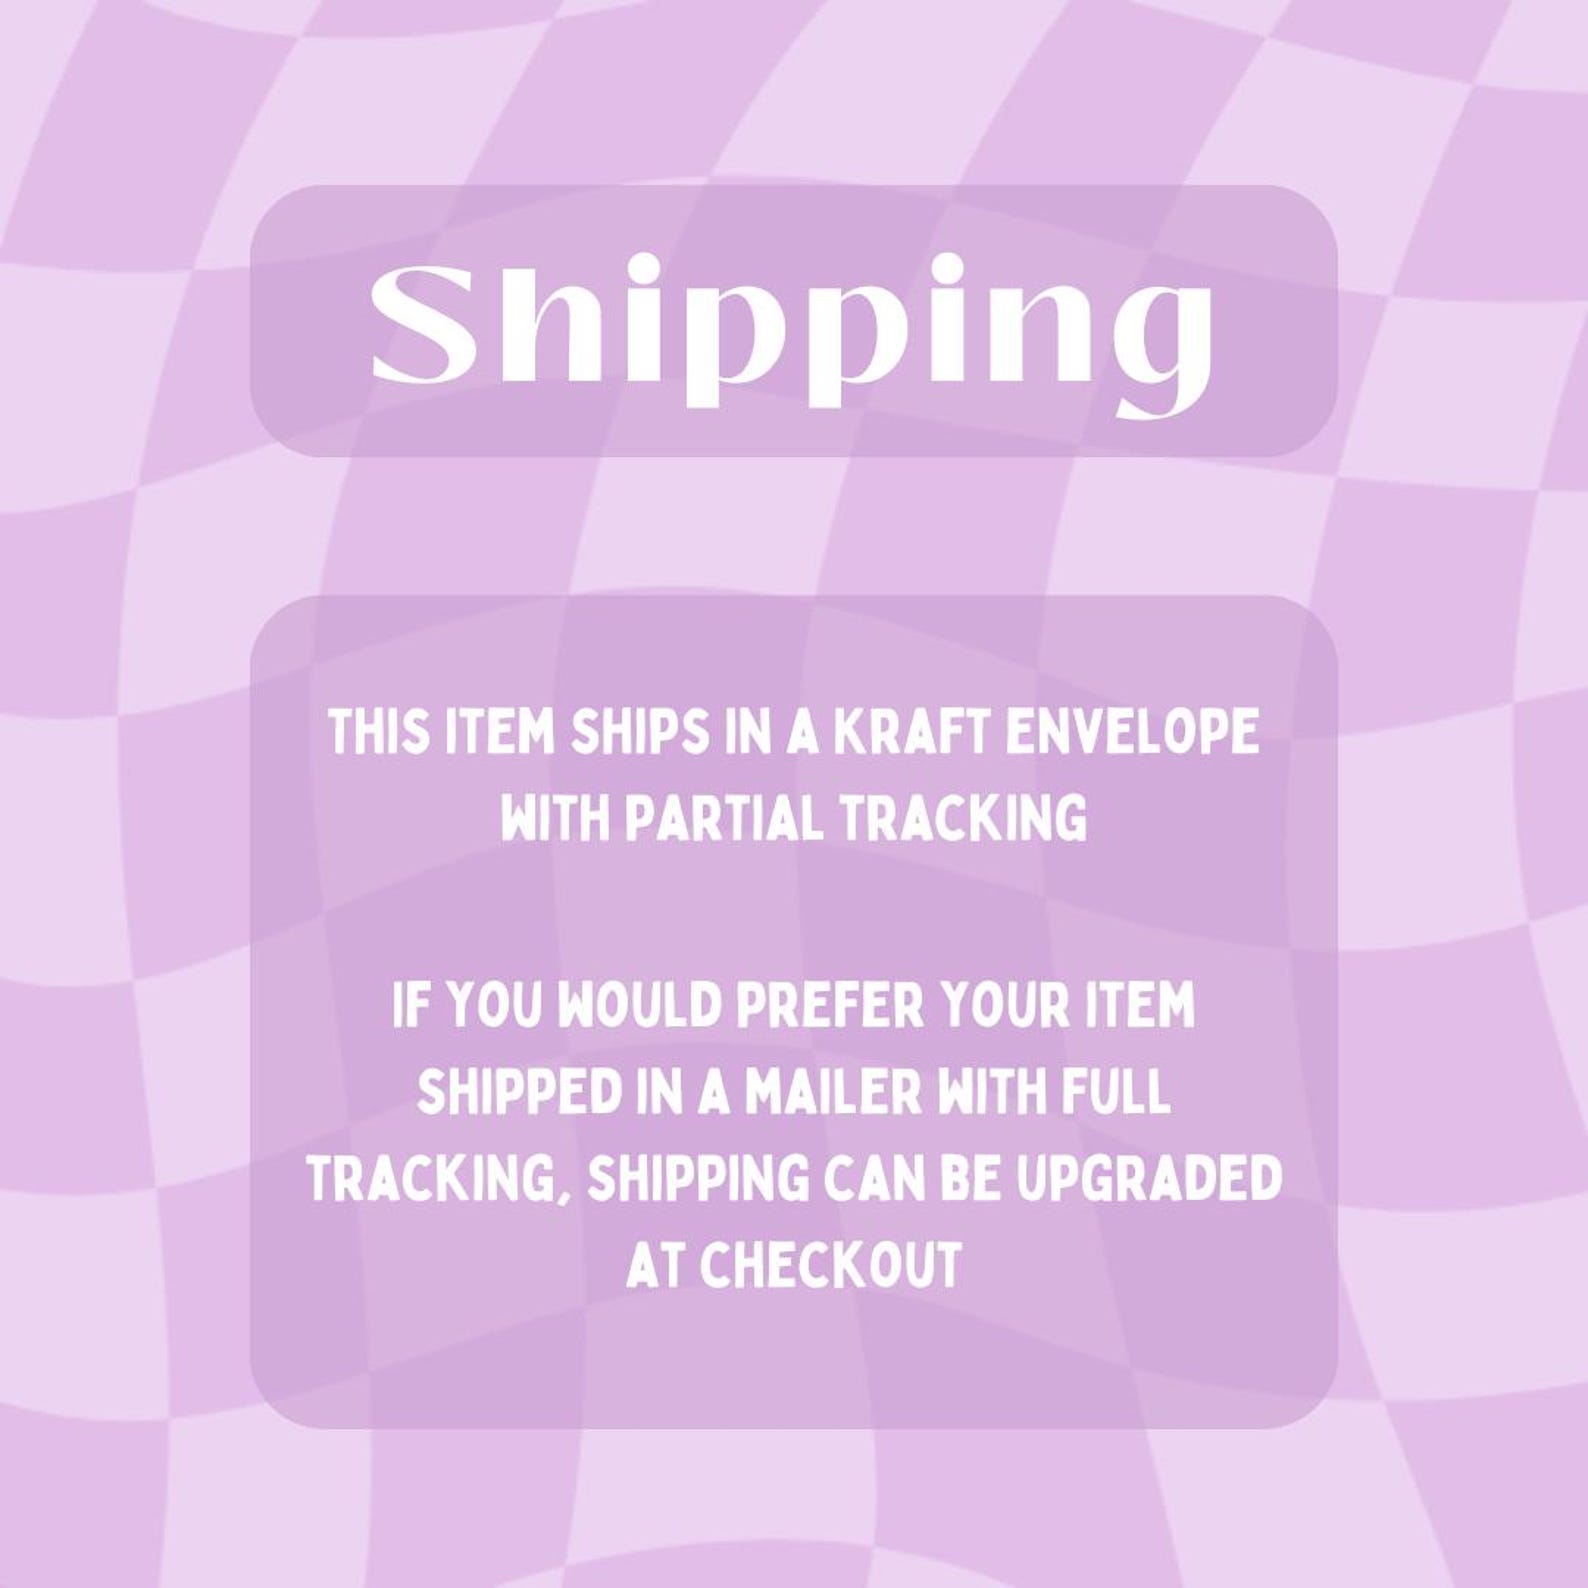 Shipping
THIS ITEM SHIPS IN A KRAFT ENVELOPE
WITH PARTIAL TRACKING
IF YOU WOULD PREFER YOUR ITEM
SHIPPED IN A MAILER WITH FULL
TRACKING, SHIPPING CAN BE UPGRADED
AT CHECKOUT